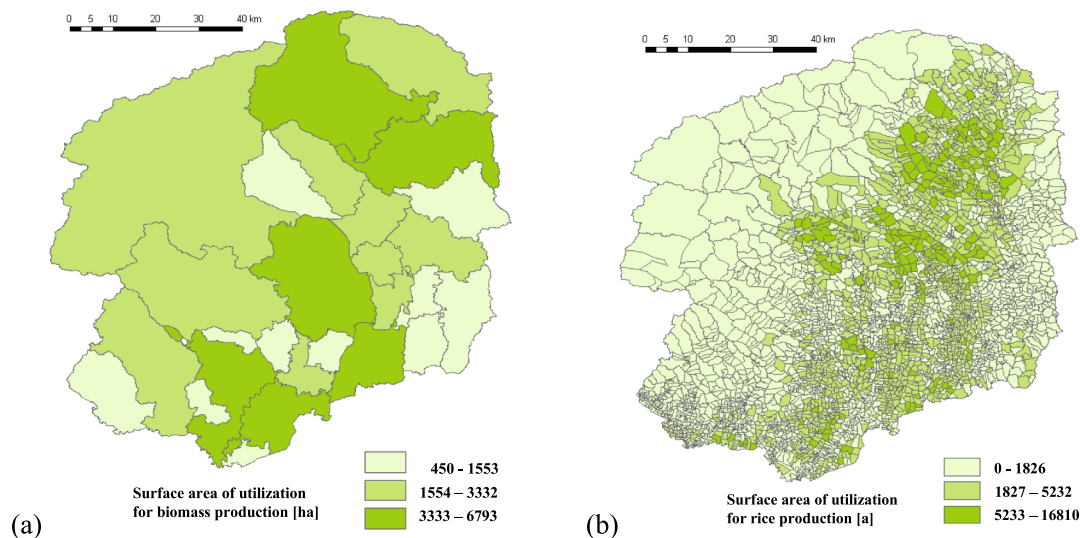 0 5 10 20 30 40 km
0 5 10 20 30 40 km
450 - 1553
1554 – 3332
3333 – 6793
Surface area of utilization
for biomass production [ha]
(a)
0 - 1826
1827 – 5232
5233 – 16810
Surface area of utilization
for rice production [a]
(b)